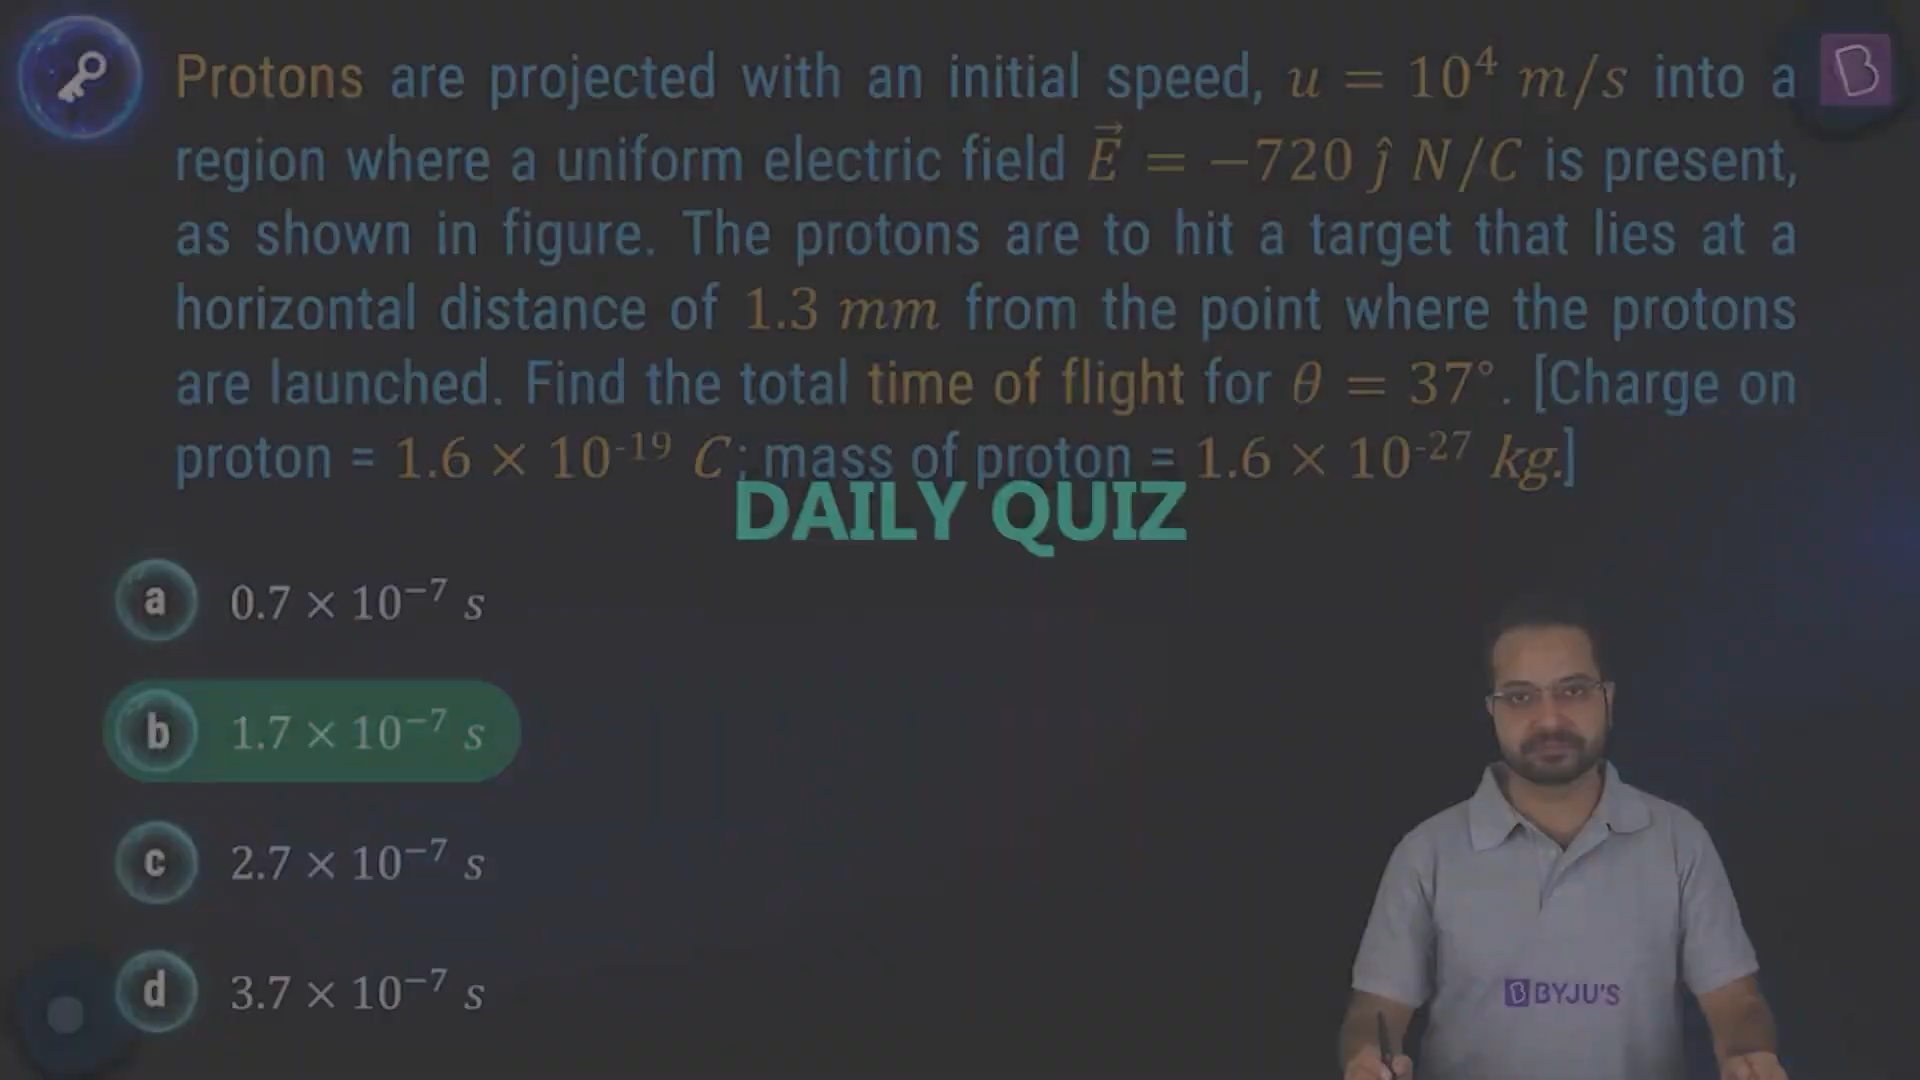 Protons are projected with an initial speed, u = 10⁴ m/s into a
region where a uniform electric field E⃗ = −720 ĵ N/C is present,
as shown in figure. The protons are to hit a target that lies at a
horizontal distance of 1.3 mm from the point where the protons
are launched. Find the total time of flight for θ = 37°. [Charge on
proton = 1.6 × 10⁻¹⁹ C; mass of proton = 1.6 × 10⁻²⁷ kg.]
DAILY QUIZ
a 0.7 × 10⁻⁷ s
b 1.7 × 10⁻⁷ s
c 2.7 × 10⁻⁷ s
d 3.7 × 10⁻⁷ s
BYJU'S